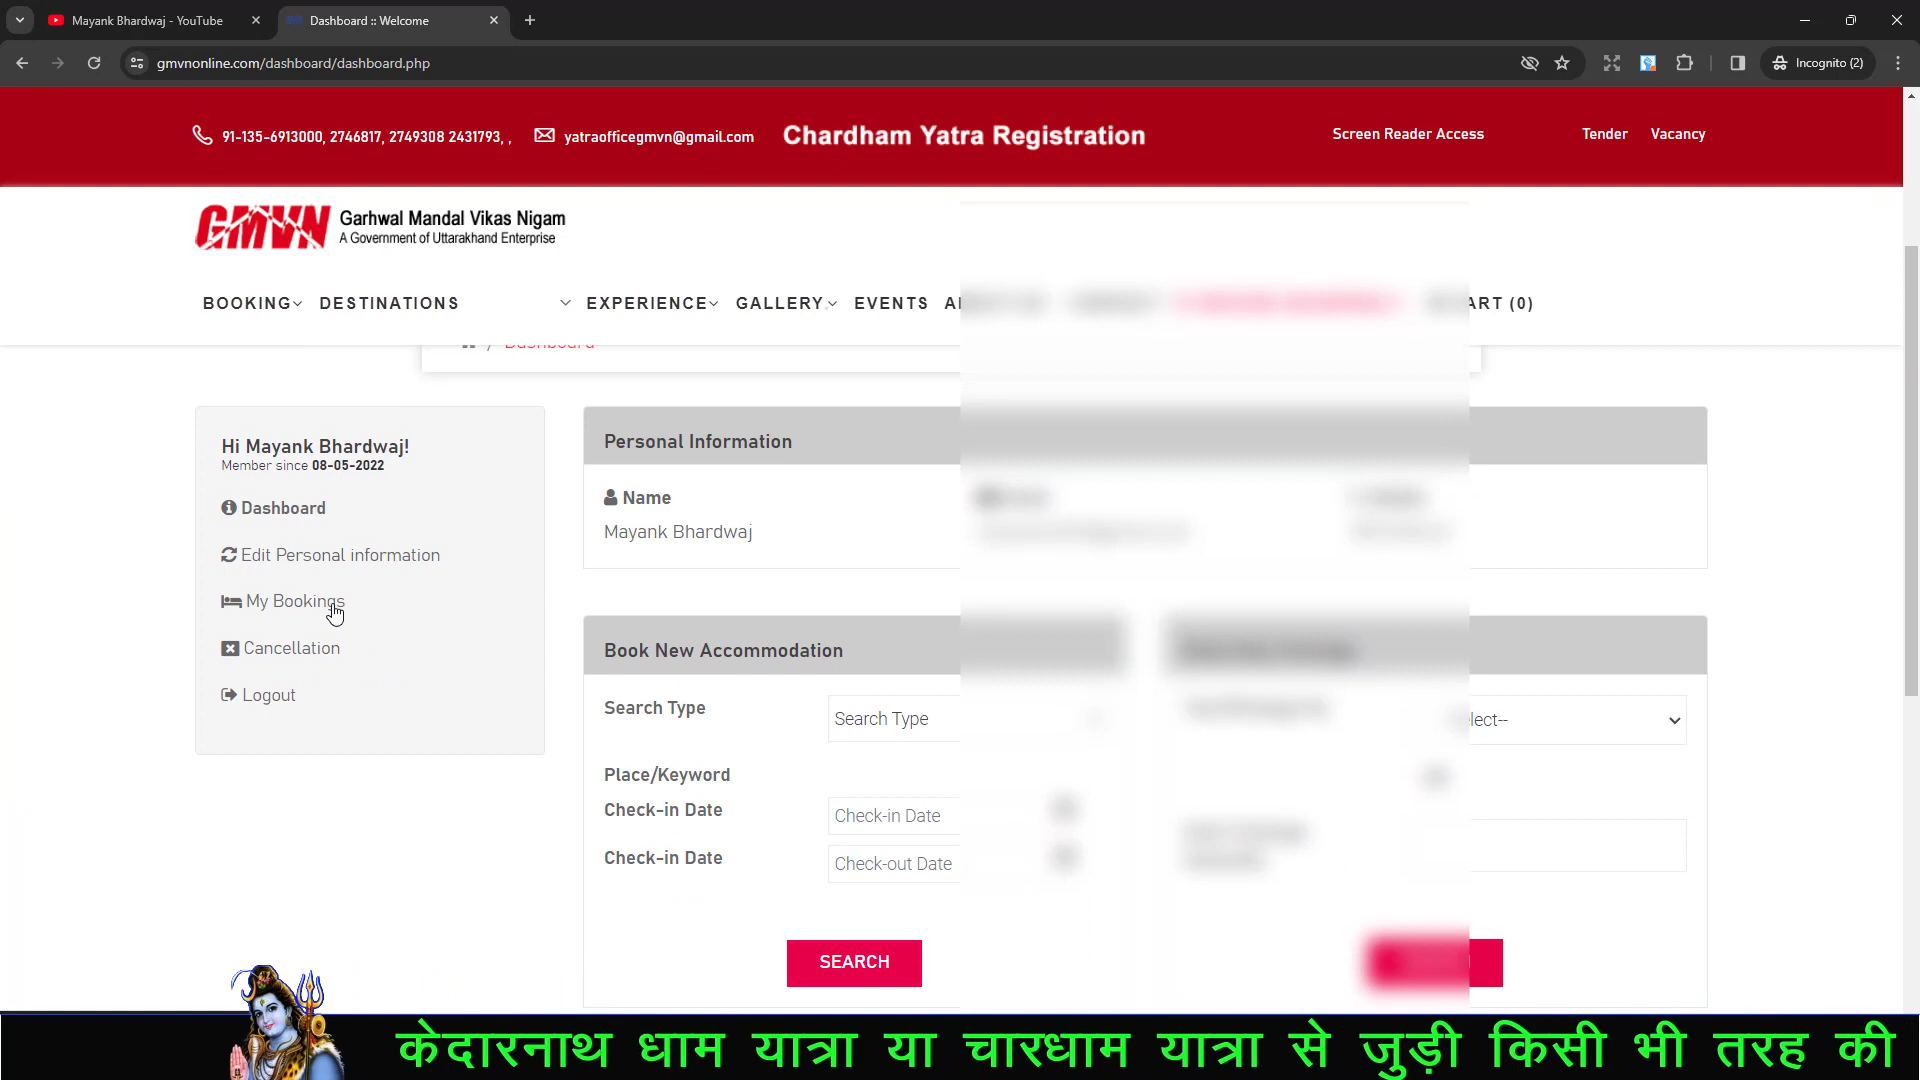 Mayank Bhardwaj - YouTube
Dashboard :: Welcome
gmvnonline.com/dashboard/dashboard.php
Incognito (2)
91-135-6913000, 2746817, 2749308 2431793, ,
yatraofficegmvn@gmail.com
Chardham Yatra Registration
Screen Reader Access
Tender
Vacancy
GMVN
Garhwal Mandal Vikas Nigam
A Government of Uttarakhand Enterprise
BOOKING DESTINATIONS EXPERIENCE GALLERY EVENTS ART (0)
/ Dashboard
Hi Mayank Bhardwaj!
Member since 08-05-2022
Dashboard
Edit Personal information
My Bookings
Cancellation
Logout
Personal Information
Name
Mayank Bhardwaj
Book New Accommodation
Search Type
Search Type
lect--
Place/Keyword
Check-in Date
Check-in Date
Check-in Date
Check-out Date
SEARCH
केदारनाथ धाम यात्रा या चारधाम यात्रा से जुड़ी किसी भी तरह की